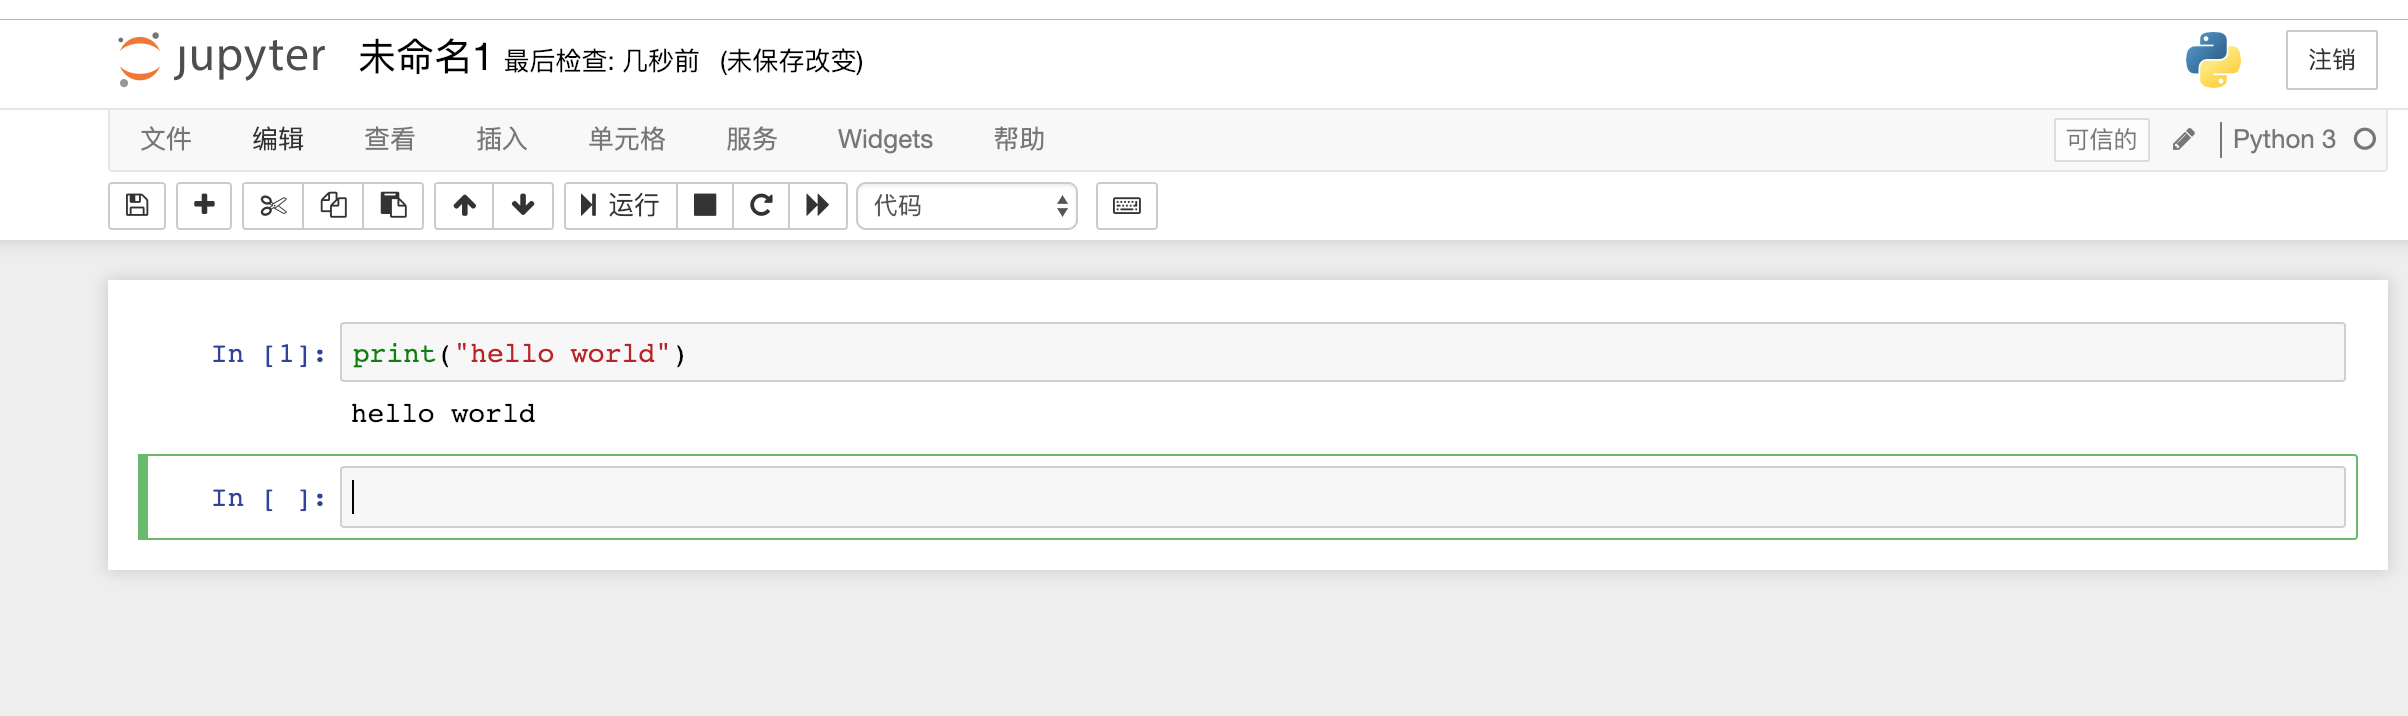 jupyter 未命名1 最后检查: 几秒前 (未保存改变) 注销
文件 编辑 查看 插入 单元格 服务 Widgets 帮助 可信的 Python 3
运行 代码
In [1]: print("hello world")
hello world
In [ ]: